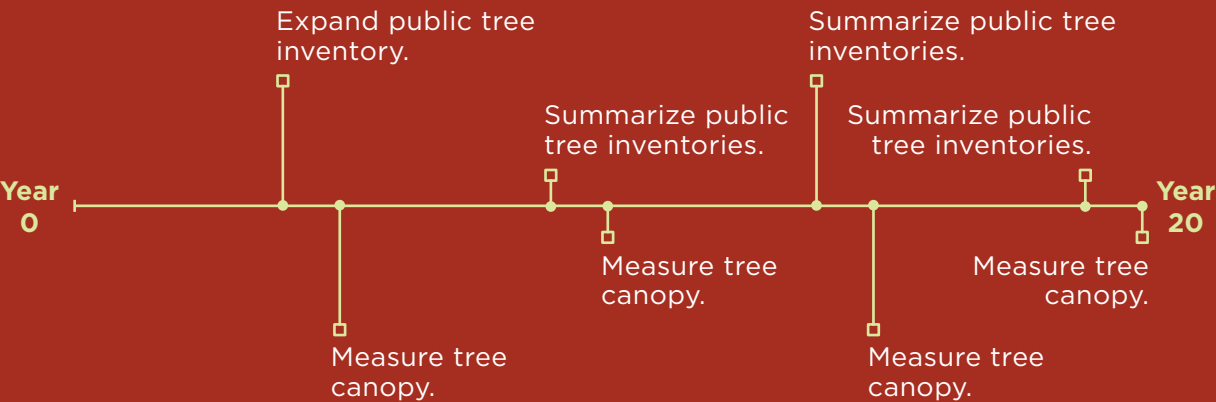 Expand public tree
inventory.
Summarize public tree
inventories.
Summarize public
tree inventories.
Summarize public
tree inventories.
Year
0
Year
20
Measure tree
canopy.
Measure tree
canopy.
Measure tree
canopy.
Measure tree
canopy.